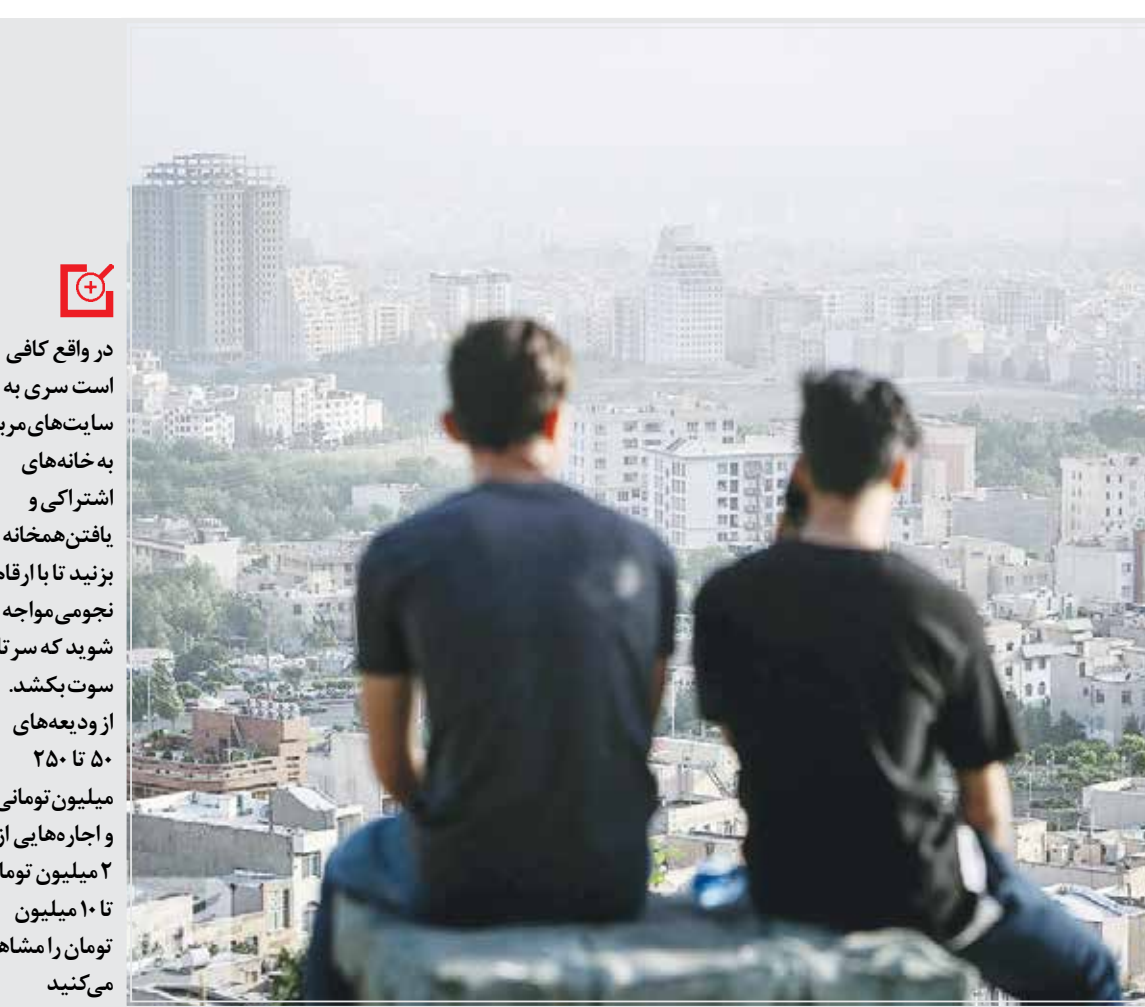 در واقع کافی
است سری به
سایت‌های
به خانه‌های
اشتراکی و
یافتن همخانه
بزنید تا با
نجومی مواجه
شوید که سر
سوت بکشد.
از ودیعه‌های
۵۰ تا ۲۵۰
میلیون تومانی
و اجاره‌هایی از
۲ میلیون
تا ۱۰ میلیون
تومان را
می‌کنید